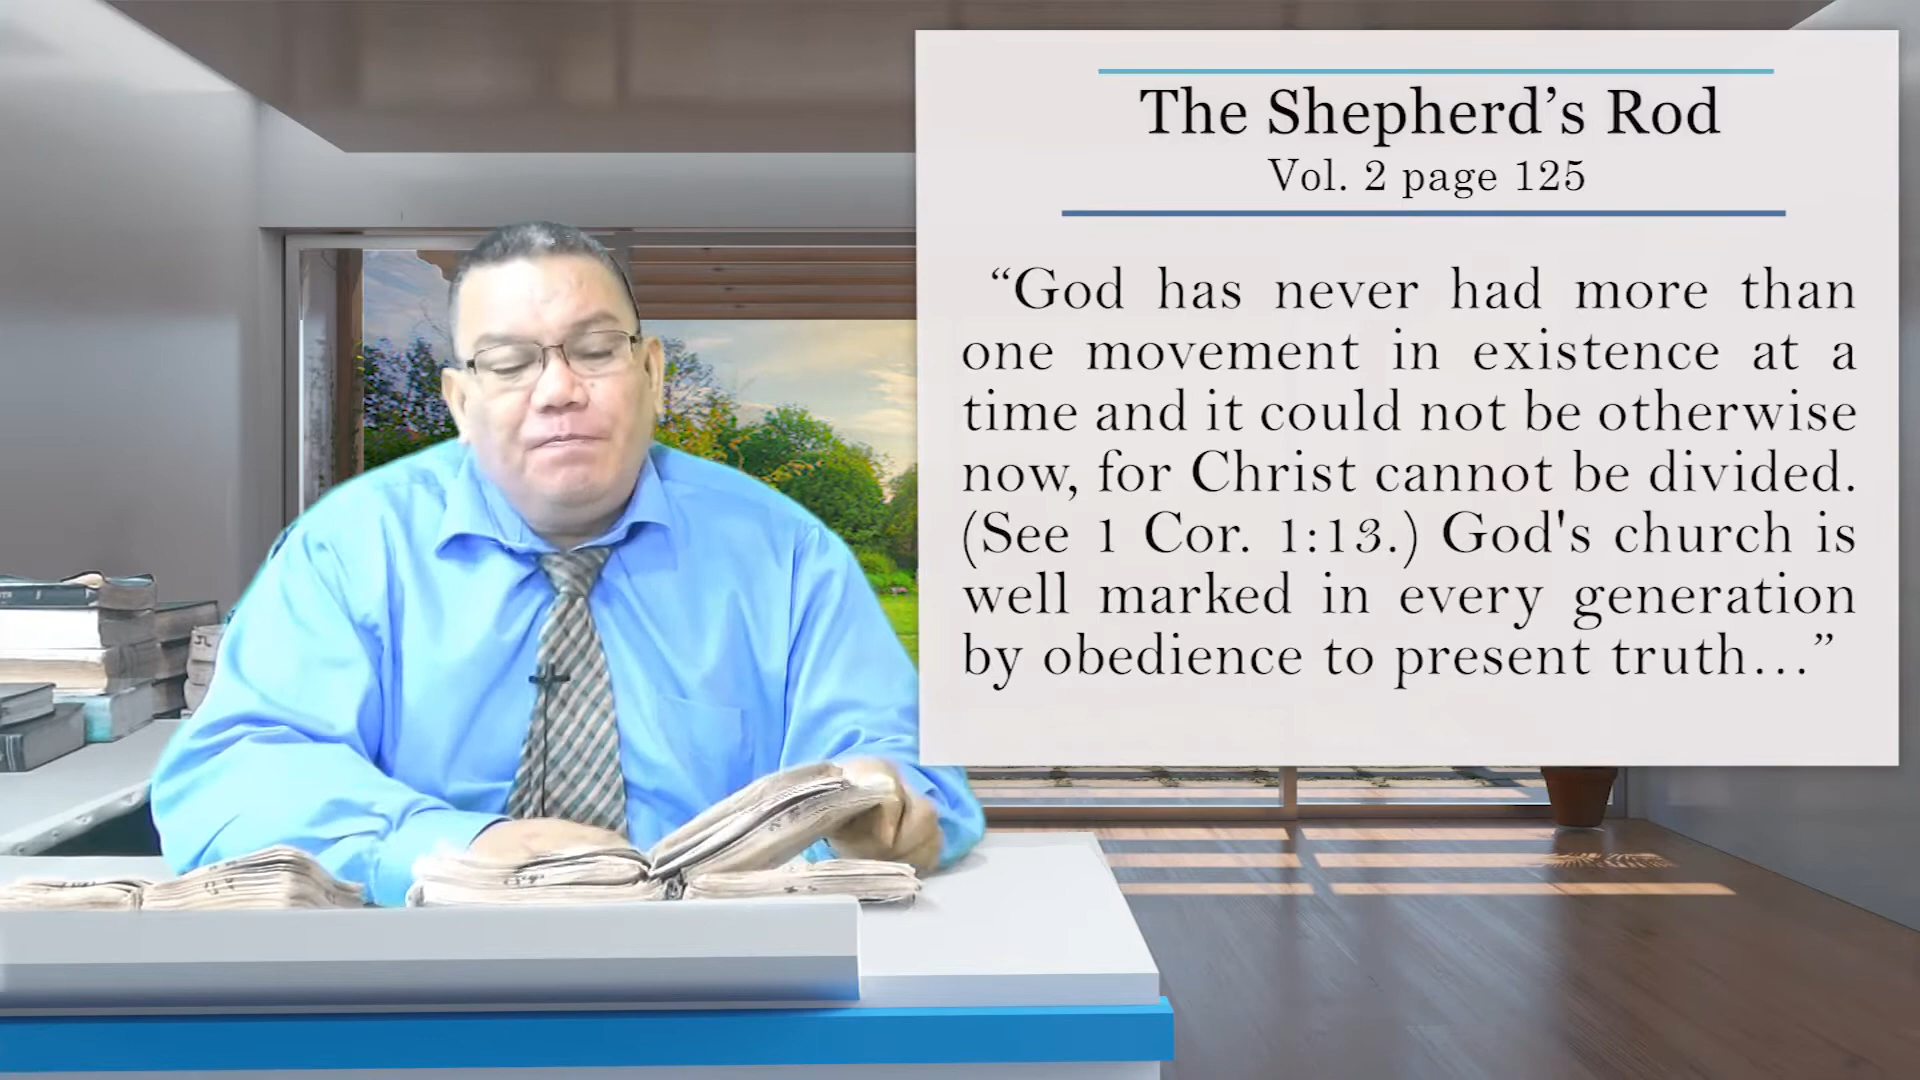 The Shepherd’s Rod
Vol. 2 page 125
“God has never had more than
one movement in existence at a
time and it could not be otherwise
now, for Christ cannot be divided.
(See 1 Cor. 1:13.) God's church is
well marked in every generation
by obedience to present truth…”